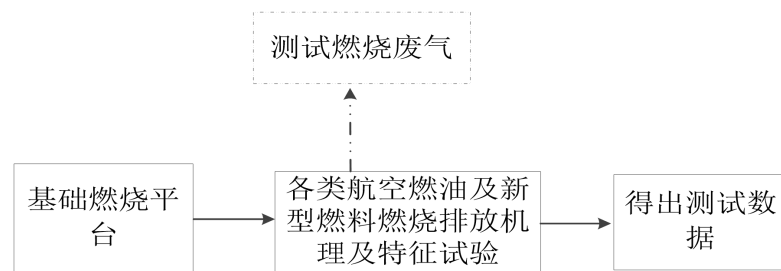 测试燃烧废气
基础燃烧平
台
各类航空燃油及新
型燃料燃烧排放机
理及特征试验
得出测试数
据